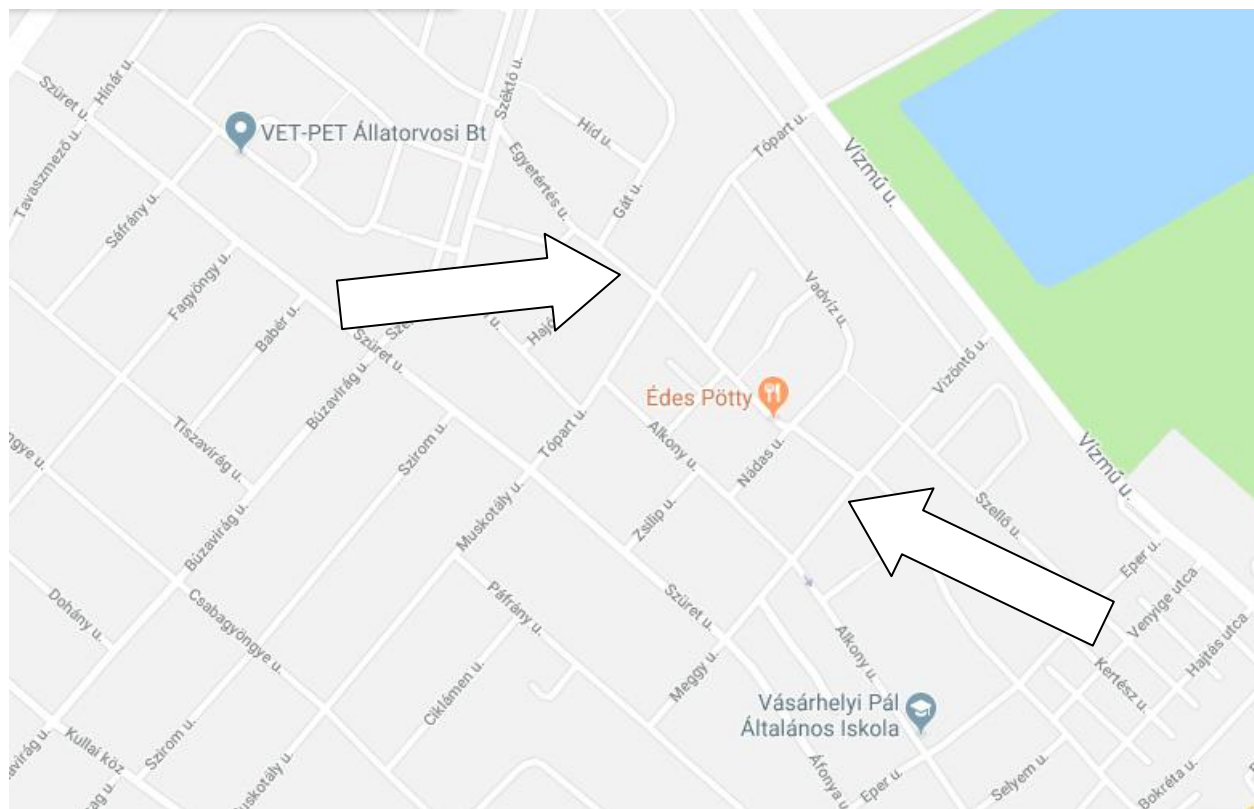 Szüret u.
Hínár u.
Tavaszmező u.
VET-PET Állatorvosi Bt
Széktó u.
Híd u.
Egyetértés u.
Gát u.
Tópart u.
Vízmű u.
Sáfrány u.
Fagyöngy u.
Babér u.
Szüret u.
u.
Vadvíz u.
Vízöntő u.
Édes Pötty
Búzavirág u.
Tiszavirág u.
Szirom u.
Tópart u.
Alkony u.
Nádas u.
Vízmű u.
Zsilip u.
Szellő u.
Muskotály u.
Búzavirág u.
Eper u.
Venyige utca
Hajtás utca
Dohány u.
Csabagyöngye u.
Páfrány u.
Szüret u.
Alkony u.
Meggy u.
Kertész u.
Ciklámen u.
Vásárhelyi Pál
Általános Iskola
Kullai köz
Szirom u.
Muskotály u.
Áfonya u.
Eper u.
Selyem u.
Bokréta u.